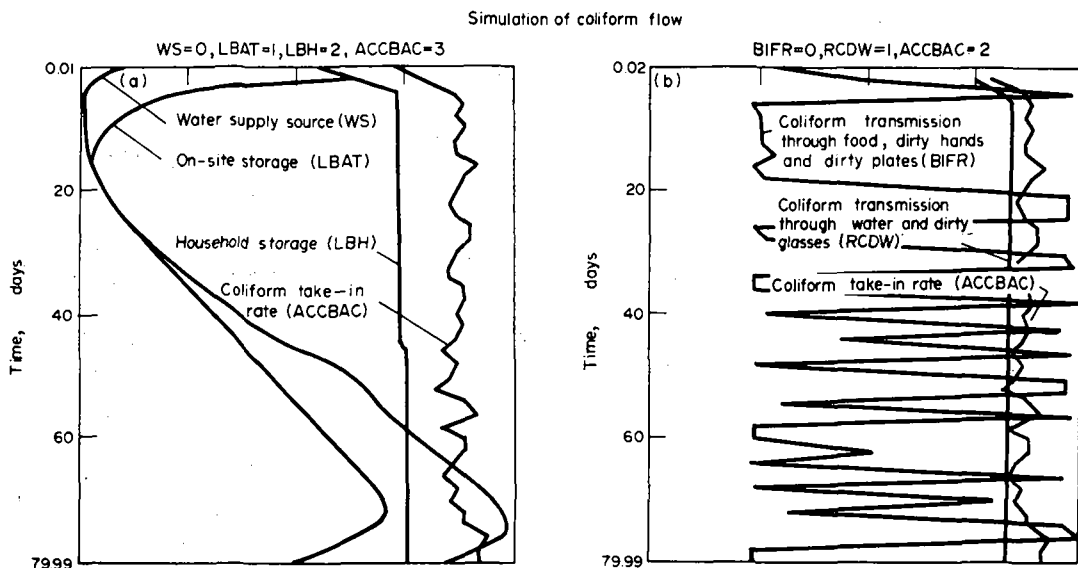 Simulation of coliform flow
WS=0, LBAT=1, LBH=2, ACCBAC=3
0.01
(a)
Water supply source (WS)
On-site storage (LBAT)
20
Household storage (LBH)
Coliform take-in
rate (ACCBAC)
Time, days
40
60
79.99
BIFR=0, RCDW=1, ACCBAC=2
0.02
(b)
Coliform transmission
through food, dirty hands
and dirty plates (BIFR)
20
Coliform transmission
through water and dirty
glasses (RCDW)
Coliform take-in rate (ACCBAC)
Time, days
40
60
79.99